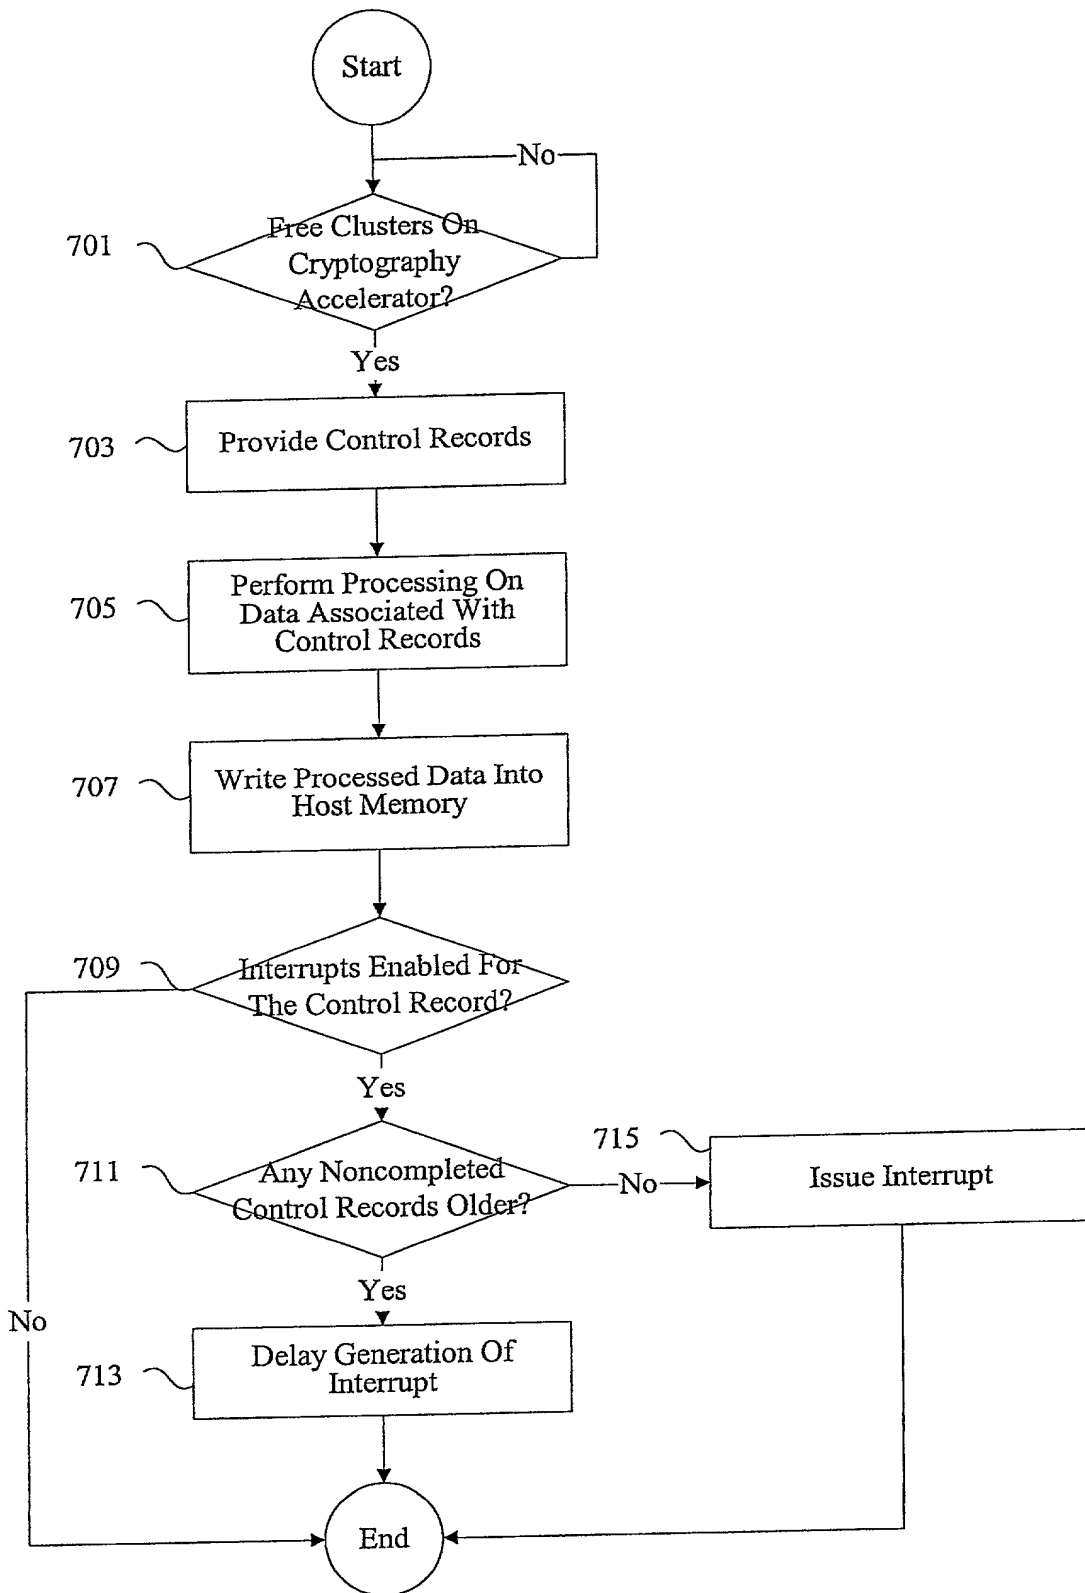 Start
No
701
Free Clusters On
Cryptography
Accelerator?
Yes
703
Provide Control Records
705
Perform Processing On
Data Associated With
Control Records
707
Write Processed Data Into
Host Memory
709
Interrupts Enabled For
The Control Record?
Yes
711
Any Noncompleted
Control Records Older?
No
715
Issue Interrupt
Yes
No
713
Delay Generation Of
Interrupt
End